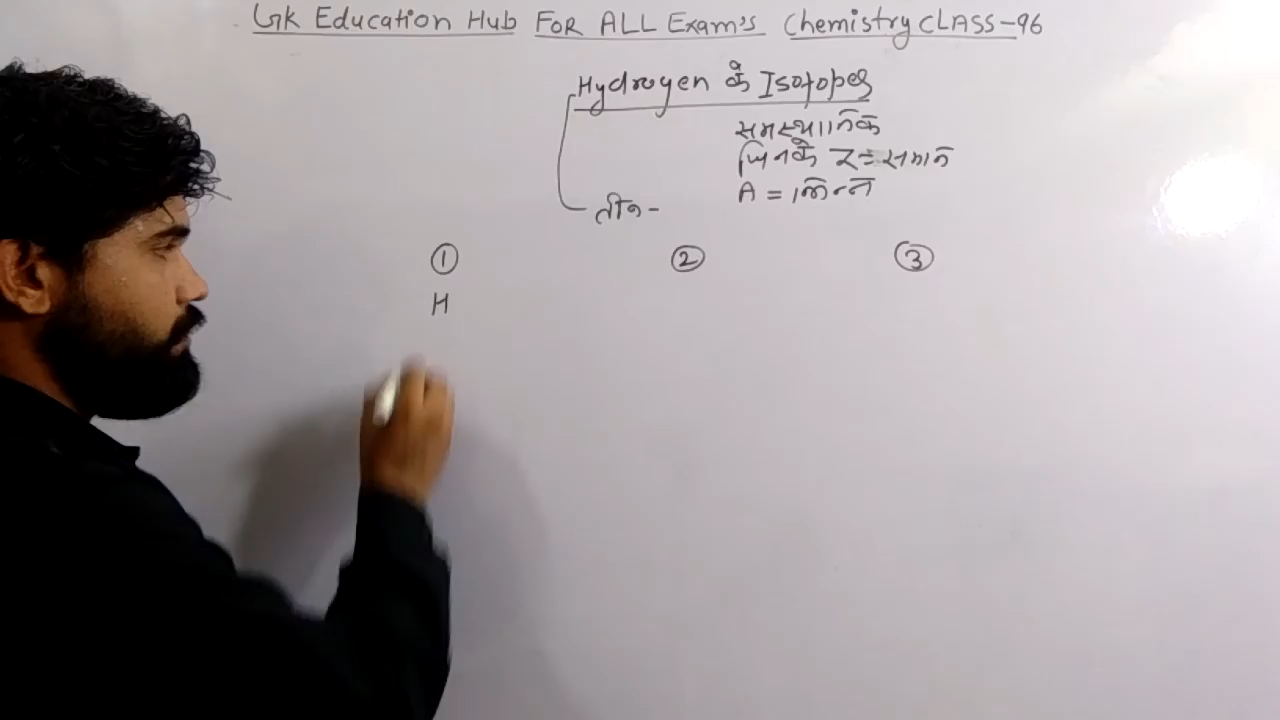 GK Education Hub FOR ALL Exam's Chemistry CLASS-96
Hydrogen के Isotopes
समस्थानिक
जिनके Z = समान
A = भिन्न
तीन -
① ② ③
H